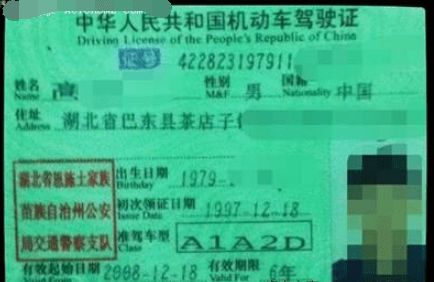 中华人民共和国机动车驾驶证
Driving License of the People's Republic of China
证号 422823197911
姓名 高 性别 男 国籍 中国
Name M&F Nationality
住址 湖北省巴东县茶店子
Address
湖北省恩施土家族
苗族自治州公安
局交通警察支队
出生日期 1979-
Birthday
初次领证日期 1997-12-18
Issue Date
准驾车型 A1A2D
Class
有效起始日期 2008-12-18 有效期限 6年
Valid From Valid For